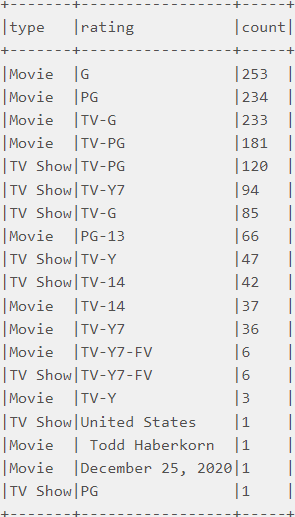 +-------+-----------------+-----+
|type   |rating           |count|
+-------+-----------------+-----+
|Movie  |G                |253  |
|Movie  |PG               |234  |
|Movie  |TV-G             |233  |
|Movie  |TV-PG            |181  |
|TV Show|TV-PG            |120  |
|TV Show|TV-Y7            |94   |
|TV Show|TV-G             |85   |
|Movie  |PG-13            |66   |
|TV Show|TV-Y             |47   |
|TV Show|TV-14            |42   |
|Movie  |TV-14            |37   |
|Movie  |TV-Y7            |36   |
|Movie  |TV-Y7-FV         |6    |
|TV Show|TV-Y7-FV         |6    |
|Movie  |TV-Y             |3    |
|TV Show|United States    |1    |
|Movie  | Todd Haberkorn  |1    |
|Movie  |December 25, 2020|1    |
|TV Show|PG               |1    |
+-------+-----------------+-----+